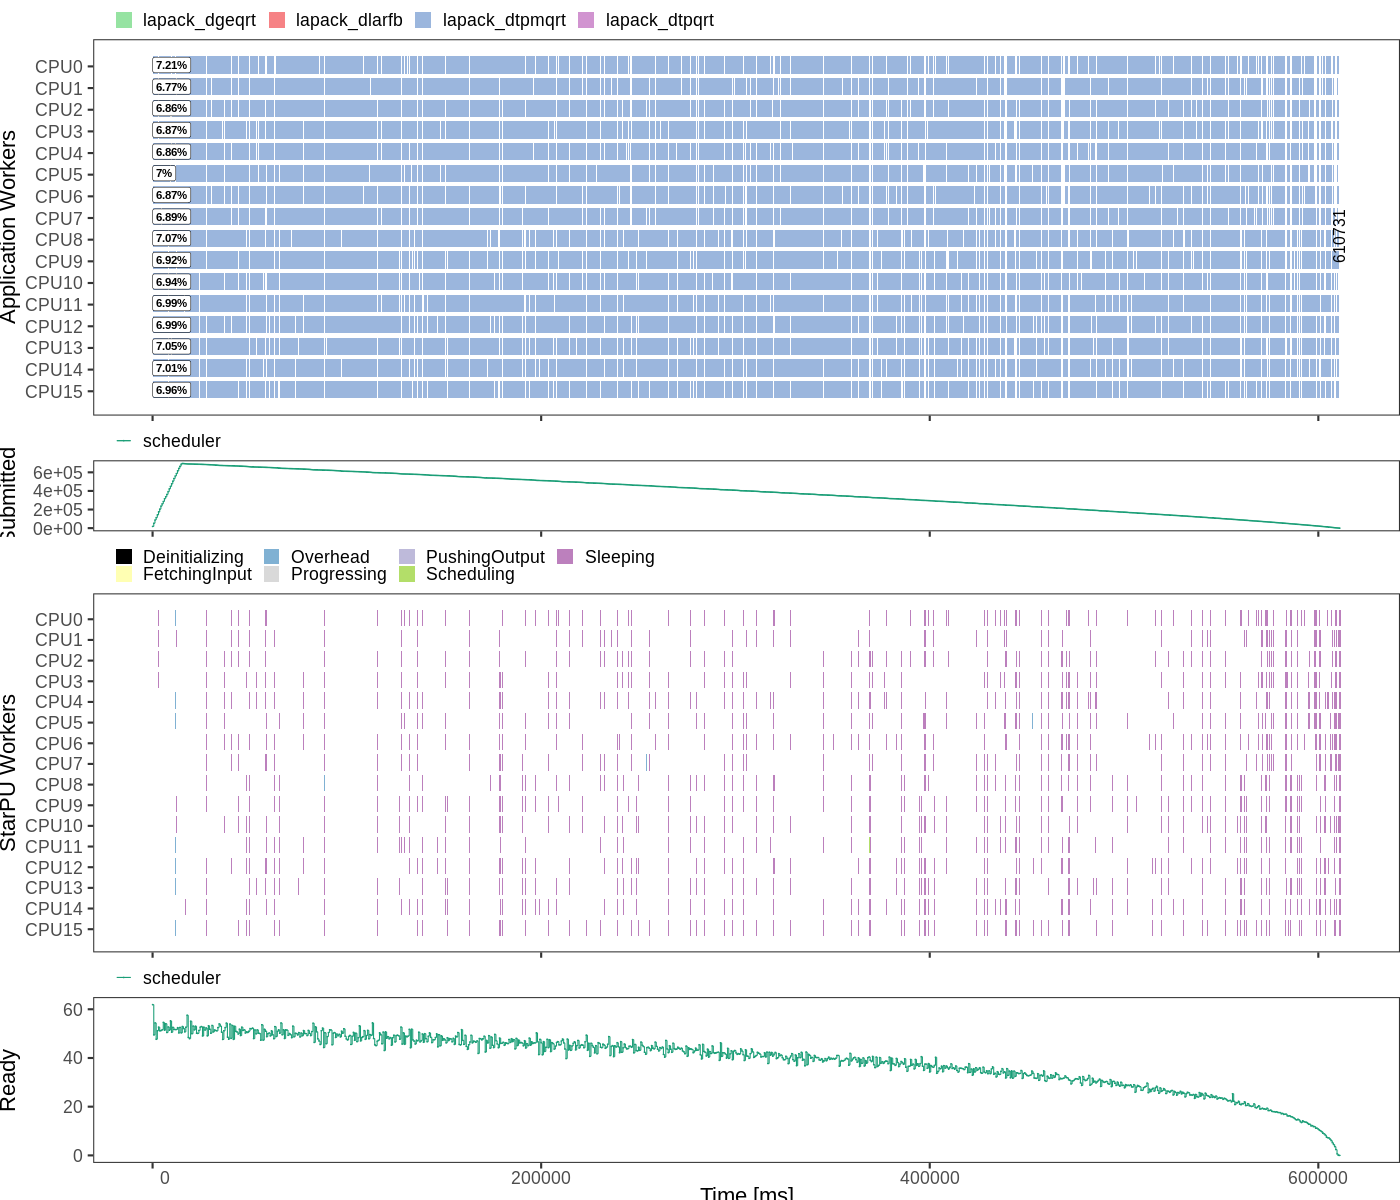 lapack_dgeqrt lapack_dlarfb lapack_dtpmqrt lapack_dtpqrt
Application Workers
CPU0 7.21%
CPU1 6.77%
CPU2 6.86%
CPU3 6.87%
CPU4 6.86%
CPU5 7%
CPU6 6.87%
CPU7 6.89%
CPU8 7.07%
CPU9 6.92%
CPU10 6.94%
CPU11 6.99%
CPU12 6.99%
CPU13 7.05%
CPU14 7.01%
CPU15 6.96%
610731
scheduler
Submitted
6e+05
4e+05
2e+05
0e+00
Deinitializing Overhead PushingOutput Sleeping
FetchingInput Progressing Scheduling
StarPU Workers
CPU0
CPU1
CPU2
CPU3
CPU4
CPU5
CPU6
CPU7
CPU8
CPU9
CPU10
CPU11
CPU12
CPU13
CPU14
CPU15
scheduler
Ready
60
40
20
0
0 200000 400000 600000
Time [ms]